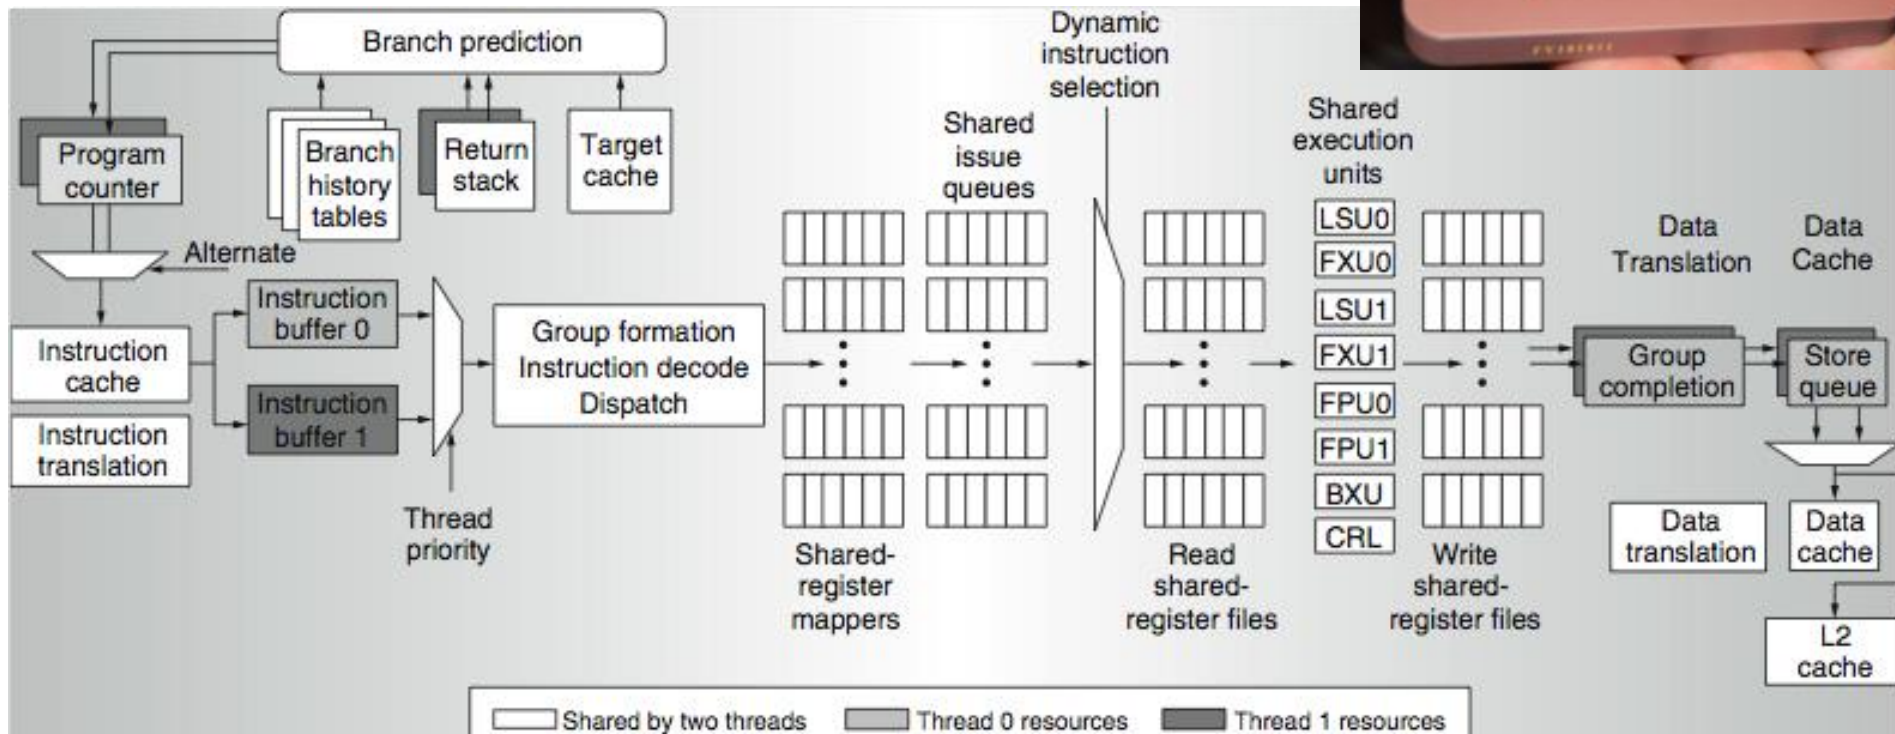 Branch prediction
Program
counter
Branch
history
tables
Return
stack
Target
cache
Alternate
Instruction
cache
Instruction
translation
Instruction
buffer 0
Instruction
buffer 1
Thread
priority
Group formation
Instruction decode
Dispatch
Shared-
register
mappers
Shared
issue
queues
Dynamic
instruction
selection
Read
shared-
register files
Shared
execution
units
LSU0
FXU0
LSU1
FXU1
FPU0
FPU1
BXU
CRL
Write
shared-
register files
Data
Translation
Group
completion
Data
translation
Data
Cache
Store
queue
Data
cache
L2
cache
Shared by two threads
Thread 0 resources
Thread 1 resources